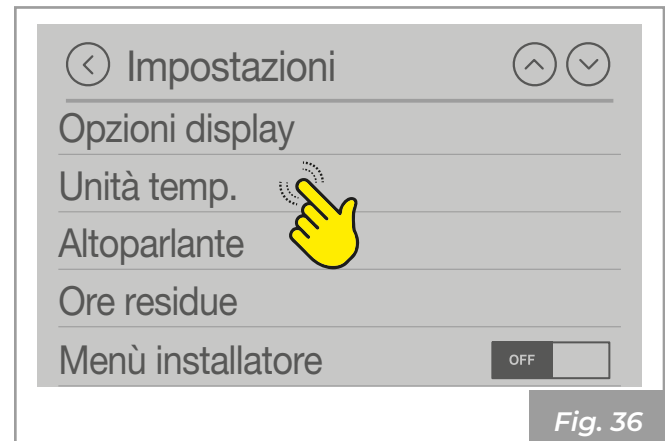 Impostazioni
Opzioni display
Unità temp.
Altoparlante
Ore residue
Menù installatore OFF
Fig. 36